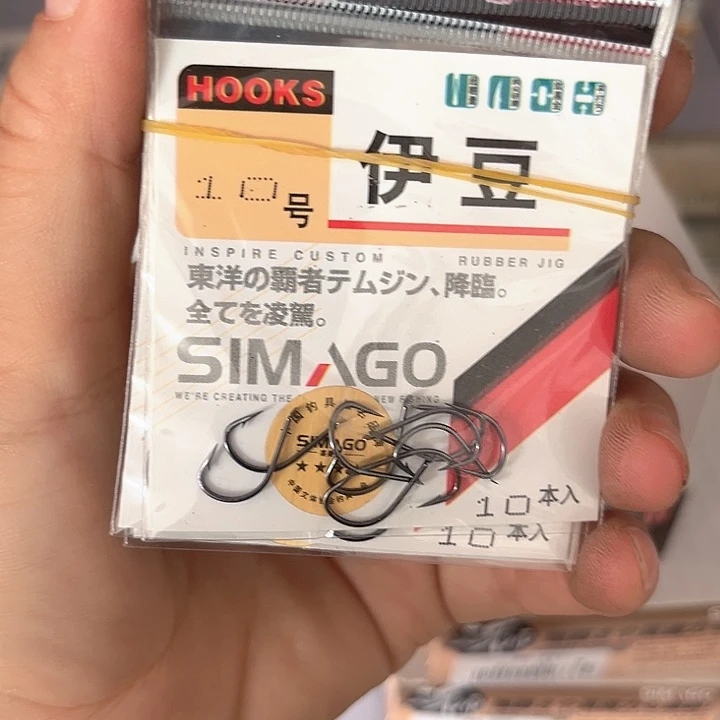 HOOKS
伊豆
10号
INSPIRE CUSTOM RUBBER JIG
東洋の覇者テムジン、降臨。
全てを凌駕。
SIMAGO
WE'RE CREATING THE NEW FISHING
SIMAGO
10本入
10本入